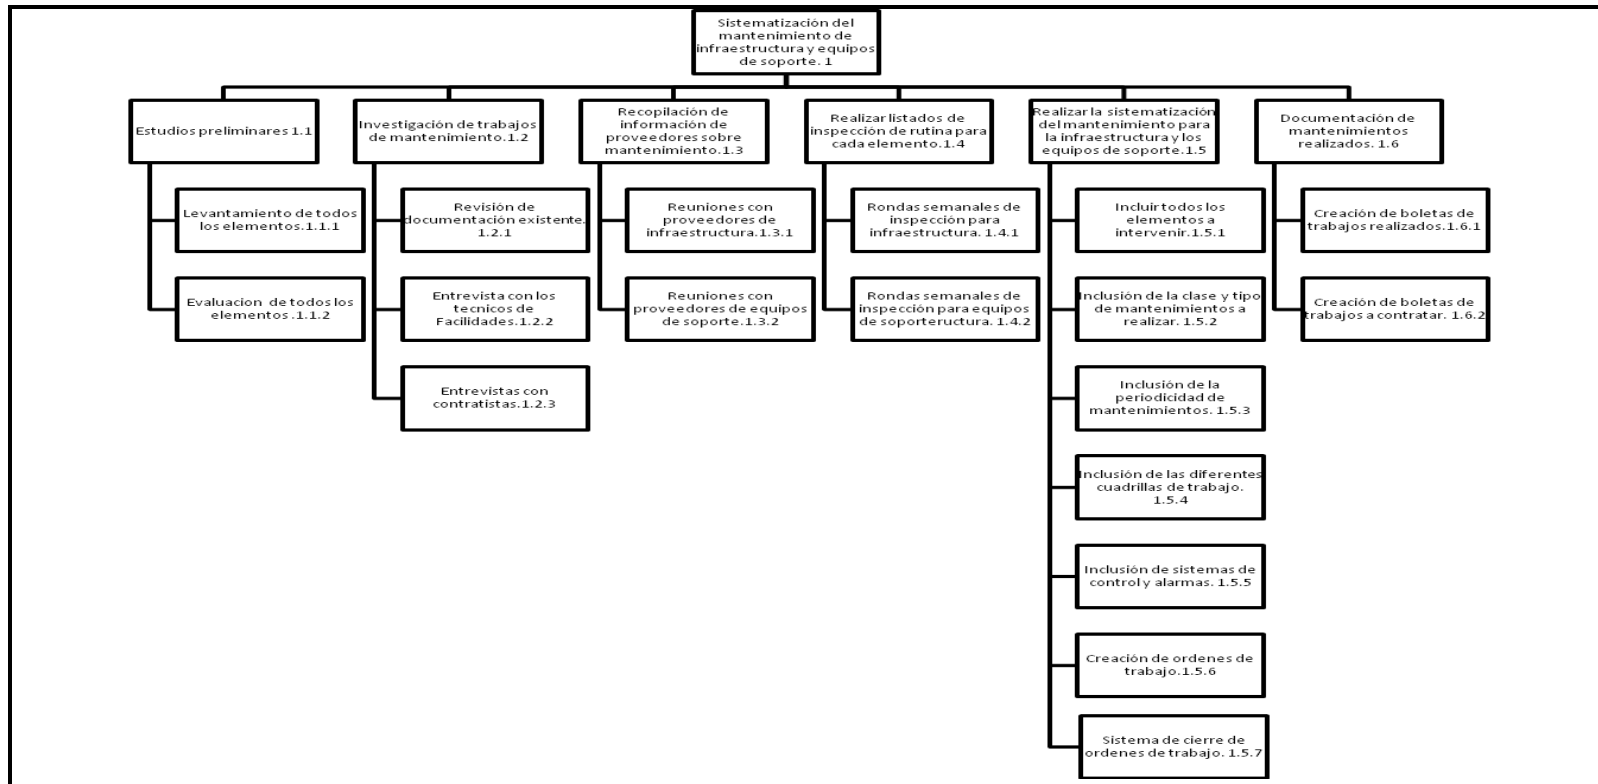 Sistematización del
mantenimiento de
infraestructura y equipos
de soporte. 1
Estudios preliminares 1.1
Investigación de trabajos
de mantenimiento.1.2
Recopilación de
información de
proveedores sobre
mantenimiento.1.3
Realizar listados de
inspección de rutina para
cada elemento.1.4
Realizar la sistematización
del mantenimiento para
la infraestructura y los
equipos de soporte.1.5
Documentación de
mantenimientos
realizados. 1.6
Levantamiento de todos
los elementos.1.1.1
Evaluacion de todos los
elementos .1.1.2
Revisión de
documentación existente.
1.2.1
Entrevista con los
tecnicos de
Facilidades.1.2.2
Entrevistas con
contratistas.1.2.3
Reuniones con
proveedores de
infraestructura.1.3.1
Reuniones con
proveedores de equipos
de soporte.1.3.2
Rondas semanales de
inspección para
infraestructura. 1.4.1
Rondas semanales de
inspección para equipos
de soporteructura. 1.4.2
Incluir todos los
elementos a
intervenir.1.5.1
Inclusión de la clase y tipo
de mantenimientos a
realizar. 1.5.2
Inclusión de la
periodicidad de
mantenimientos. 1.5.3
Inclusión de las diferentes
cuadrillas de trabajo.
1.5.4
Inclusión de sistemas de
control y alarmas. 1.5.5
Creación de ordenes de
trabajo.1.5.6
Sistema de cierre de
ordenes de trabajo. 1.5.7
Creación de boletas de
trabajos realizados.1.6.1
Creación de boletas de
trabajos a contratar. 1.6.2